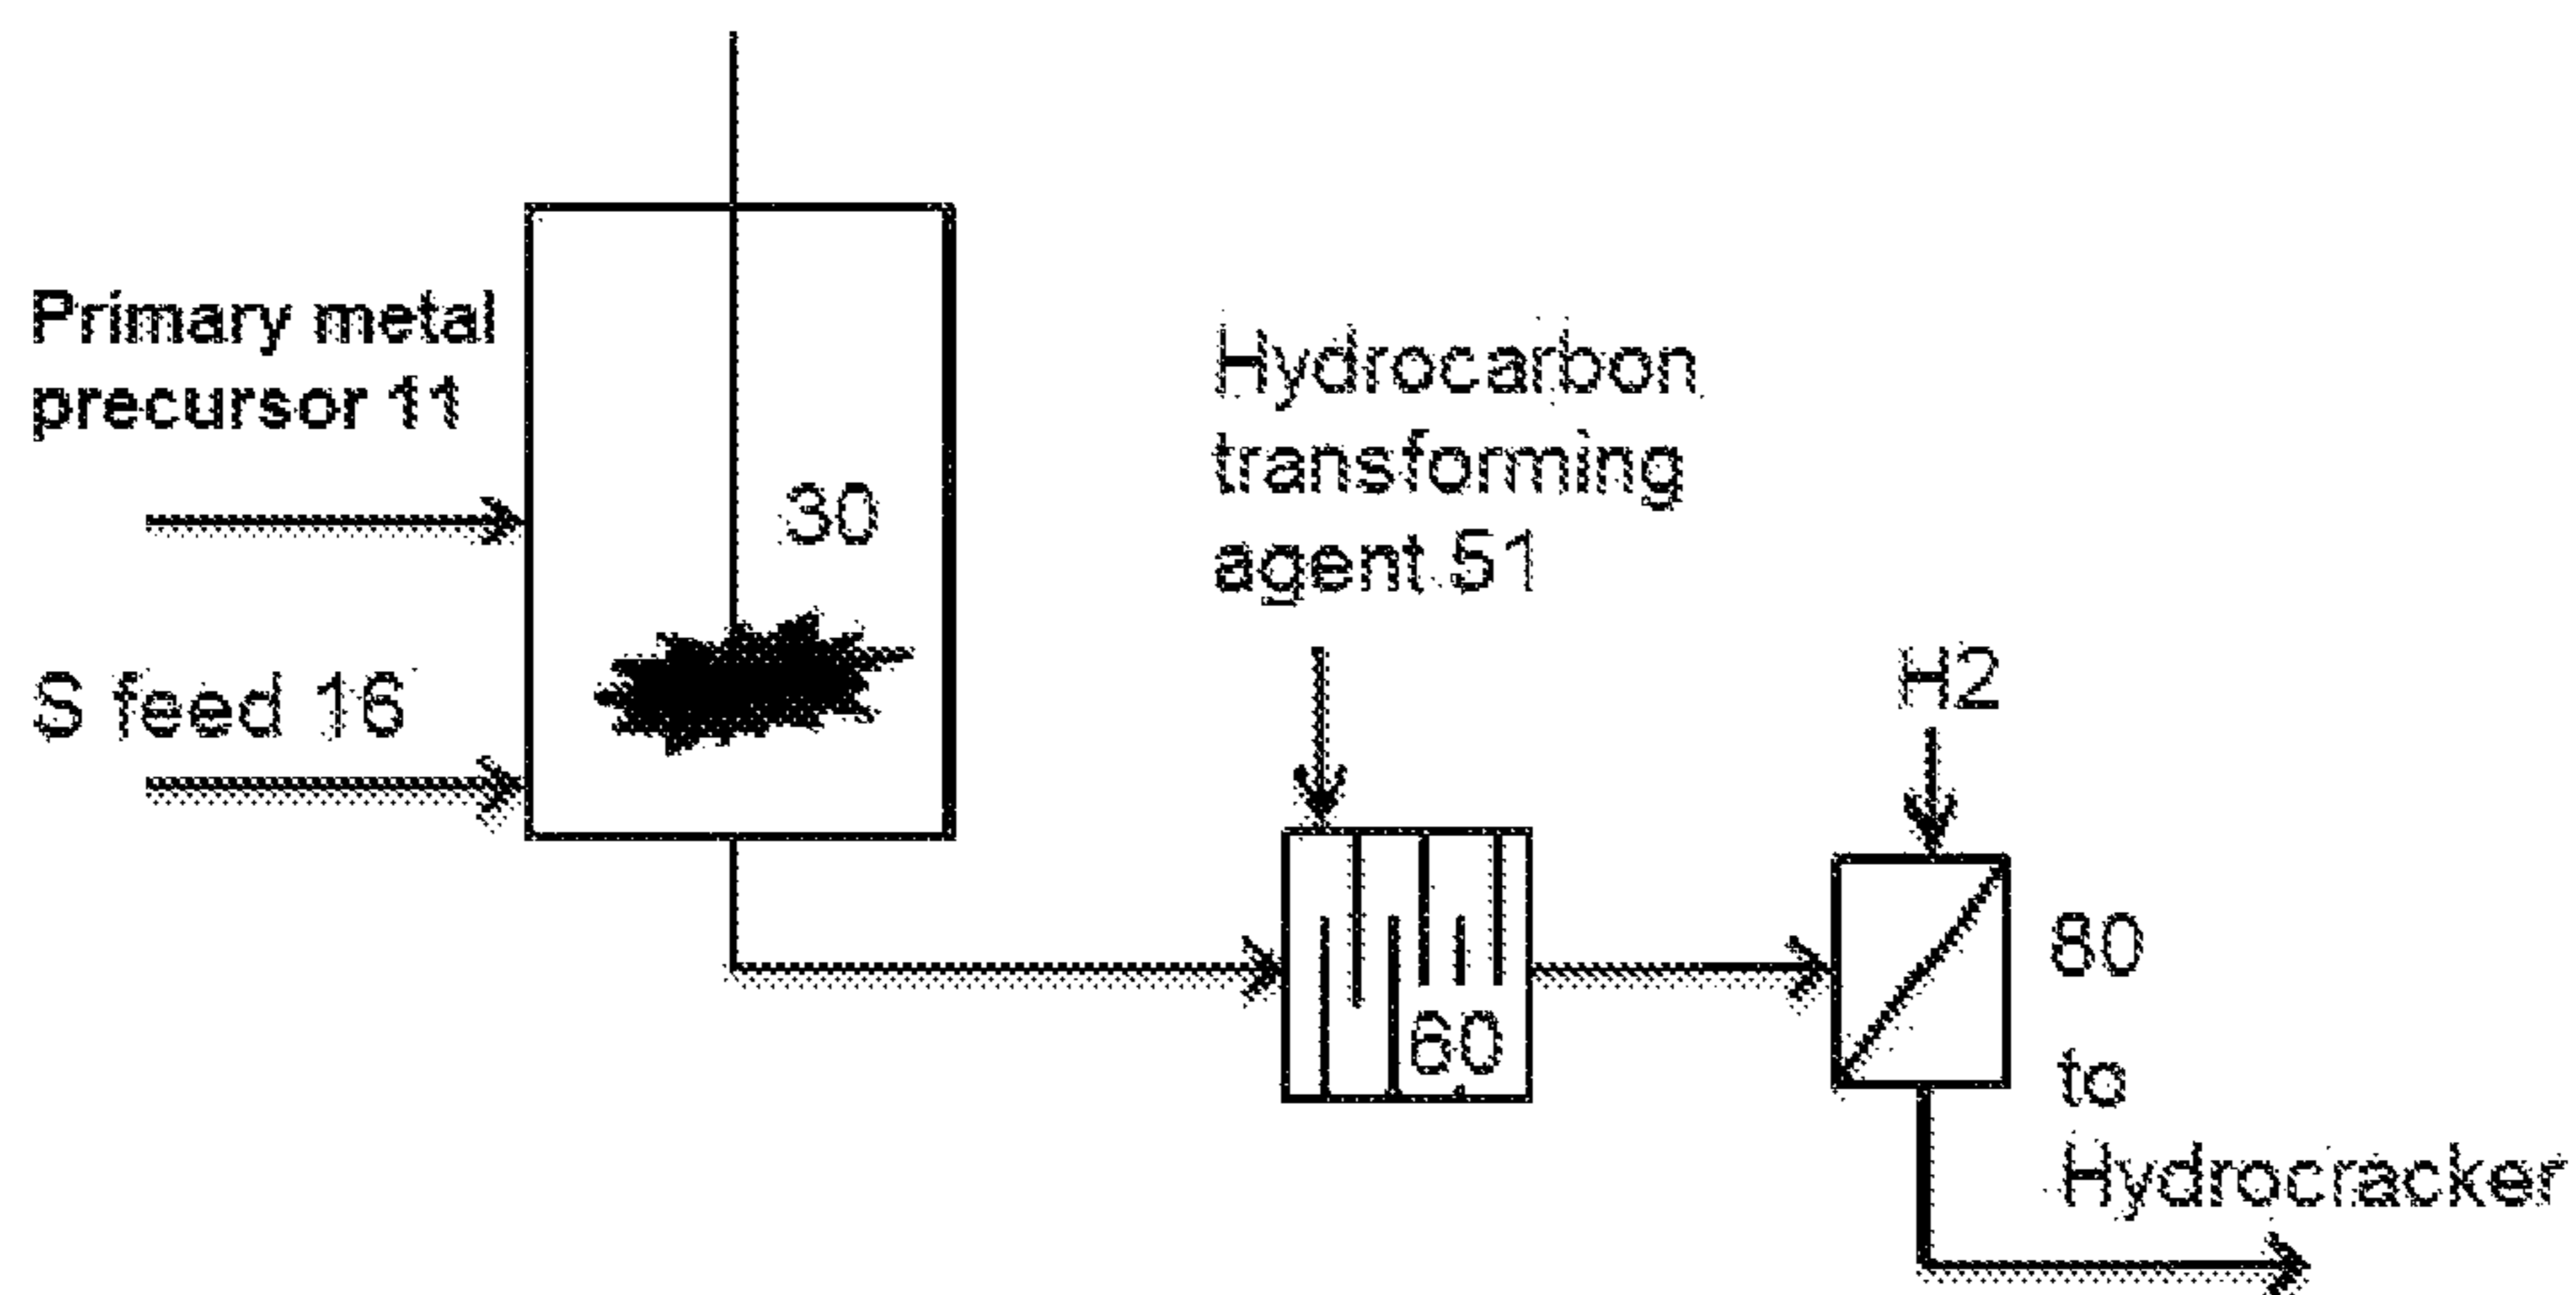 Primary metal
precursor 11
S feed 16
30
Hydrocarbon
transforming
agent 51
60
H2
80
to
Hydrocracker